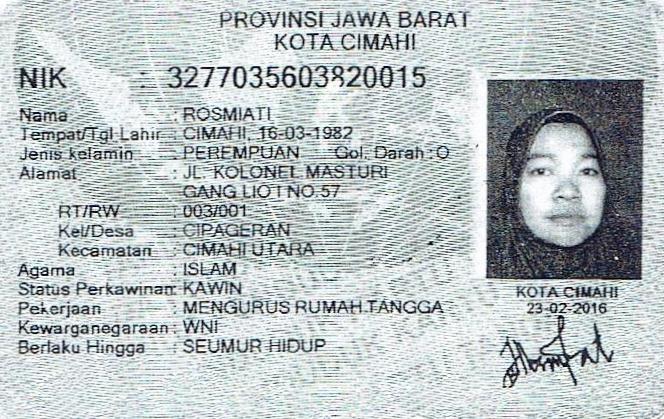 PROVINSI JAWA BARAT
KOTA CIMAHI
NIK : 3277035603820015
Nama : ROSMIATI
Tempat/Tgl Lahir : CIMAHI, 16-03-1982
Jenis kelamin : PEREMPUAN Gol. Darah : O
Alamat : JL. KOLONEL MASTURI
GANG NO.57
RT/RW : 003/001
Kel/Desa : CIPAGERAN
Kecamatan : CIMAHI UTARA
Agama : ISLAM
Status Perkawinan: KAWIN
Pekerjaan : MENGURUS RUMAH TANGGA
Kewarganegaraan : WNI
Berlaku Hingga : SEUMUR HIDUP
KOTA CIMAHI
23-02-2016